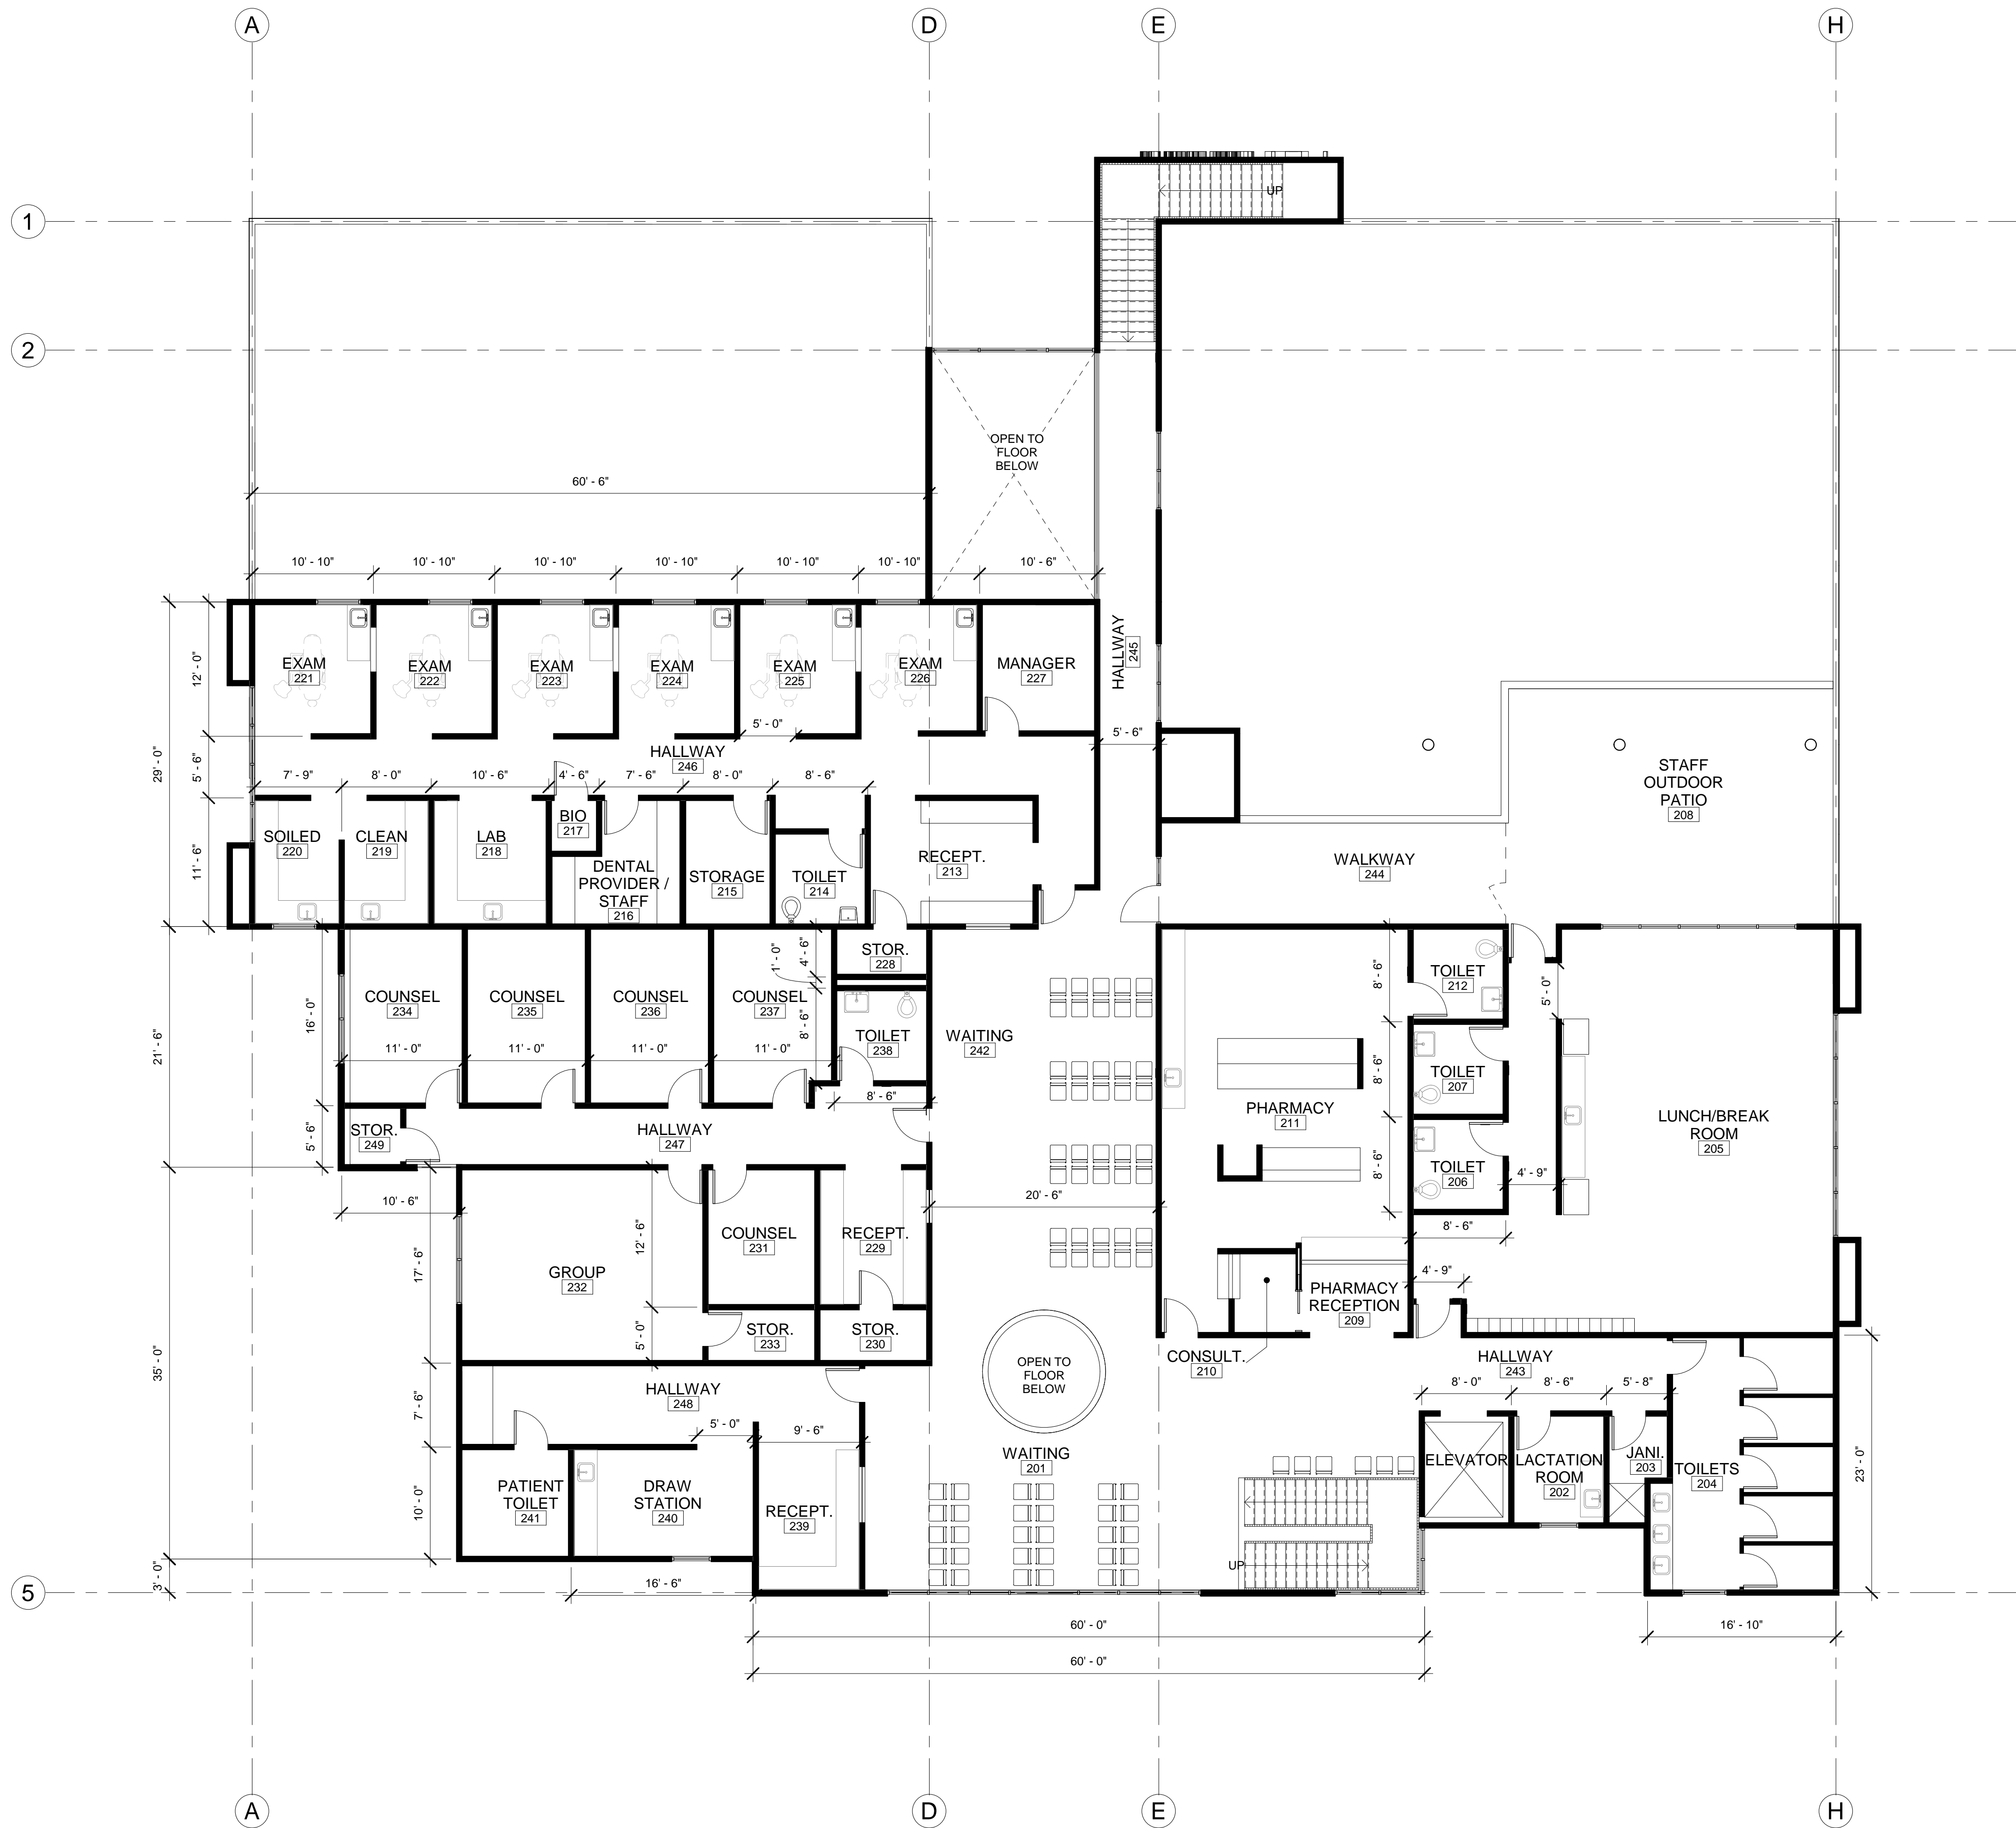 A
D
E
H
UP
1
2
OPEN TO
FLOOR
BELOW
60' - 6"
10' - 10"
10' - 10"
10' - 10"
10' - 10"
10' - 10"
10' - 10"
10' - 6"
29' - 0"
12' - 0"
EXAM
221
EXAM
222
EXAM
223
EXAM
224
EXAM
225
EXAM
226
MANAGER
227
HALLWAY
245
5' - 0"
5' - 6"
5' - 6"
HALLWAY
246
7' - 9"
8' - 0"
10' - 6"
4' - 6"
7' - 6"
8' - 0"
8' - 6"
STAFF
OUTDOOR
PATIO
208
11' - 6"
SOILED
220
CLEAN
219
LAB
218
BIO
217
DENTAL
PROVIDER /
STAFF
216
STORAGE
215
TOILET
214
RECEPT.
213
WALKWAY
244
21' - 6"
16' - 0"
COUNSEL
234
COUNSEL
235
COUNSEL
236
COUNSEL
237
1' - 0"
4' - 6"
STOR.
228
8' - 6"
TOILET
238
WAITING
242
8' - 6"
TOILET
212
5' - 0"
11' - 0"
11' - 0"
11' - 0"
11' - 0"
8' - 6"
8' - 6"
TOILET
207
PHARMACY
211
LUNCH/BREAK
ROOM
205
5' - 6"
STOR.
249
HALLWAY
247
8' - 6"
TOILET
206
4' - 9"
10' - 6"
20' - 6"
8' - 6"
35' - 0"
17' - 6"
GROUP
232
12' - 6"
COUNSEL
231
RECEPT.
229
4' - 9"
PHARMACY
RECEPTION
209
5' - 0"
STOR.
233
STOR.
230
OPEN TO
FLOOR
BELOW
CONSULT.
210
HALLWAY
243
7' - 6"
HALLWAY
248
8' - 0"
8' - 6"
5' - 8"
5' - 0"
9' - 6"
WAITING
201
ELEVATOR
LACTATION
ROOM
202
JANI.
203
TOILETS
204
23' - 0"
10' - 0"
PATIENT
TOILET
241
DRAW
STATION
240
RECEPT.
239
UP
3' - 0"
5
16' - 6"
60' - 0"
16' - 10"
60' - 0"
A
D
E
H